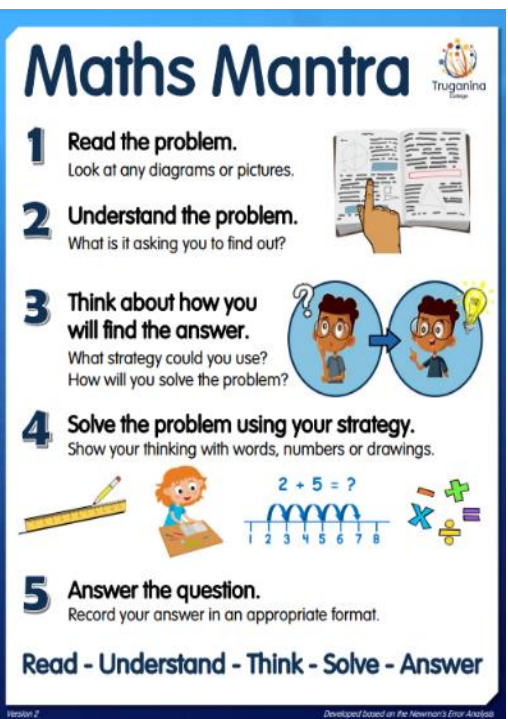 Maths Mantra
Truganina
College
1 Read the problem.
Look at any diagrams or pictures.
2 Understand the problem.
What is it asking you to find out?
3 Think about how you
will find the answer.
What strategy could you use?
How will you solve the problem?
?
4 Solve the problem using your strategy.
Show your thinking with words, numbers or drawings.
2 + 5 = ?
1 2 3 4 5 6 7 8
- + x ÷ =
5 Answer the question.
Record your answer in an appropriate format.
Read - Understand - Think - Solve - Answer
Version 2
Developed based on the Newman's Error Analysis